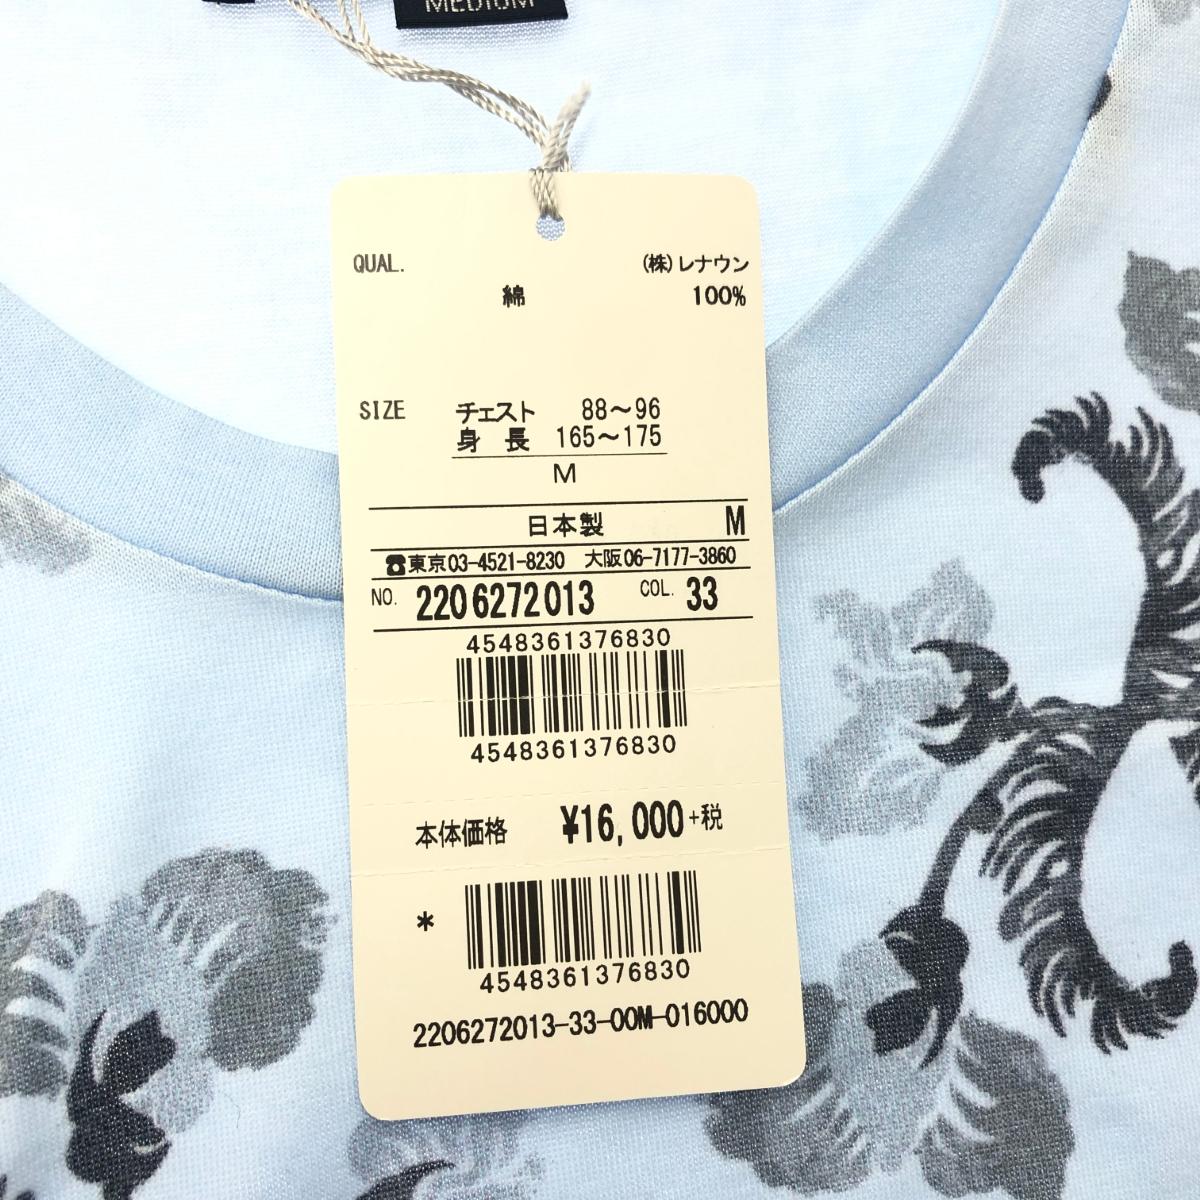 MEDIUM
QUAL. (株)レナウン
綿 100%
SIZE チェスト 88～96
身 長 165～175
M
日本製 M
☎東京03-4521-8230 大阪06-7177-3860
NO. 2206272013 COL. 33
4548361376830
4548361376830
本体価格 ¥16,000+税
*
4548361376830
2206272013-33-00M-016000